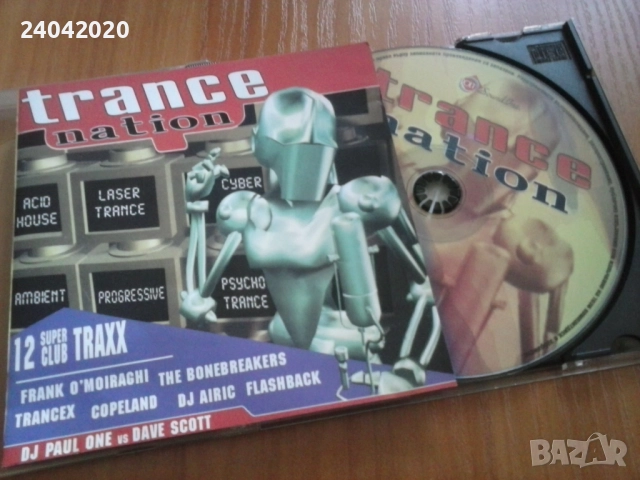 24042020
trance
nation
ACID
HOUSE
LASER
TRANCE
CYBER
AMBIENT
PROGRESSIVE
PSYCHO
TRANCE
12 SUPER CLUB TRAXX
FRANK O'MOIRAGHI THE BONEBREAKERS
TRANCEX COPELAND DJ AIRIC FLASHBACK
DJ PAUL ONE VS DAVE SCOTT
trance
nation
BAZAR